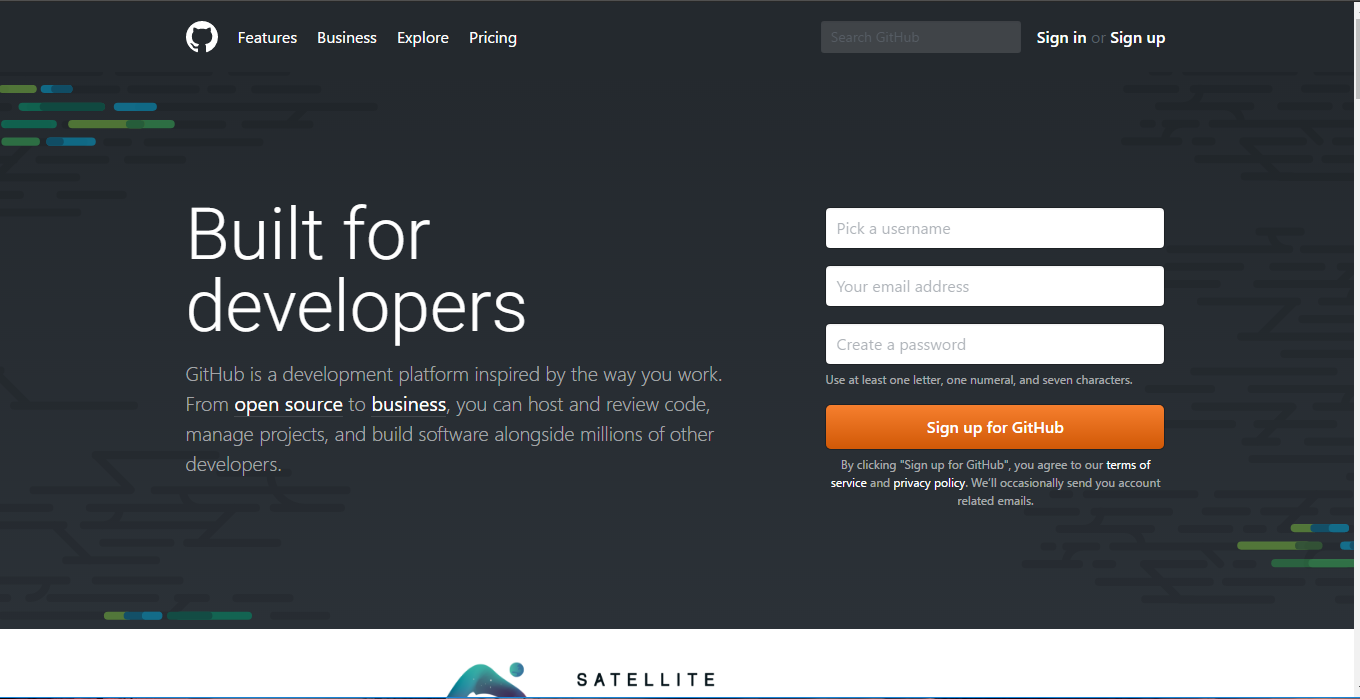 Features Business Explore Pricing Search GitHub Sign in or Sign up
Built for
developers
GitHub is a development platform inspired by the way you work.
From open source to business, you can host and review code,
manage projects, and build software alongside millions of other
developers.
Pick a username
Your email address
Create a password
Use at least one letter, one numeral, and seven characters.
Sign up for GitHub
By clicking "Sign up for GitHub", you agree to our terms of
service and privacy policy. We'll occasionally send you account
related emails.
SATELLITE